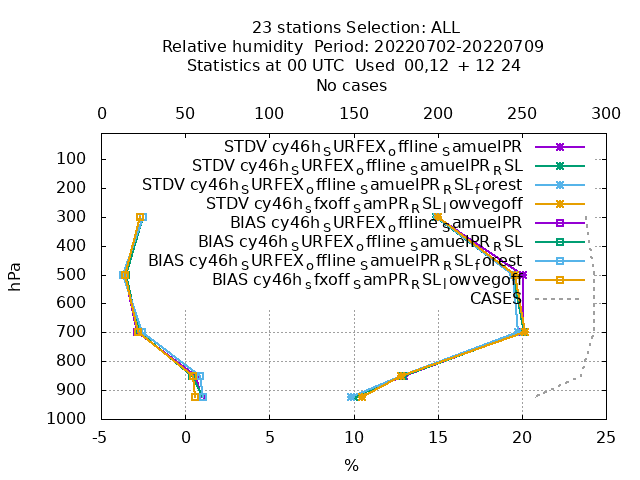 23 stations Selection: ALL
Relative humidity  Period: 20220702-20220709
Statistics at 00 UTC  Used  00,12  + 12 24
No cases
0 50 100 150 200 250 300
STDV cy46h_SURFEX_offline_SamuelPR
STDV cy46h_SURFEX_offline_SamuelPR_RSL
STDV cy46h_SURFEX_offline_SamuelPR_RSL_forest
STDV cy46h_sfxoff_SamPR_RSL_lowvegoff
BIAS cy46h_SURFEX_offline_SamuelPR
BIAS cy46h_SURFEX_offline_SamuelPR_RSL
BIAS cy46h_SURFEX_offline_SamuelPR_RSL_forest
BIAS cy46h_sfxoff_SamPR_RSL_lowvegoff
CASES
100
200
300
400
500
600
700
800
900
1000
hPa
-5 0 5 10 15 20 25
%